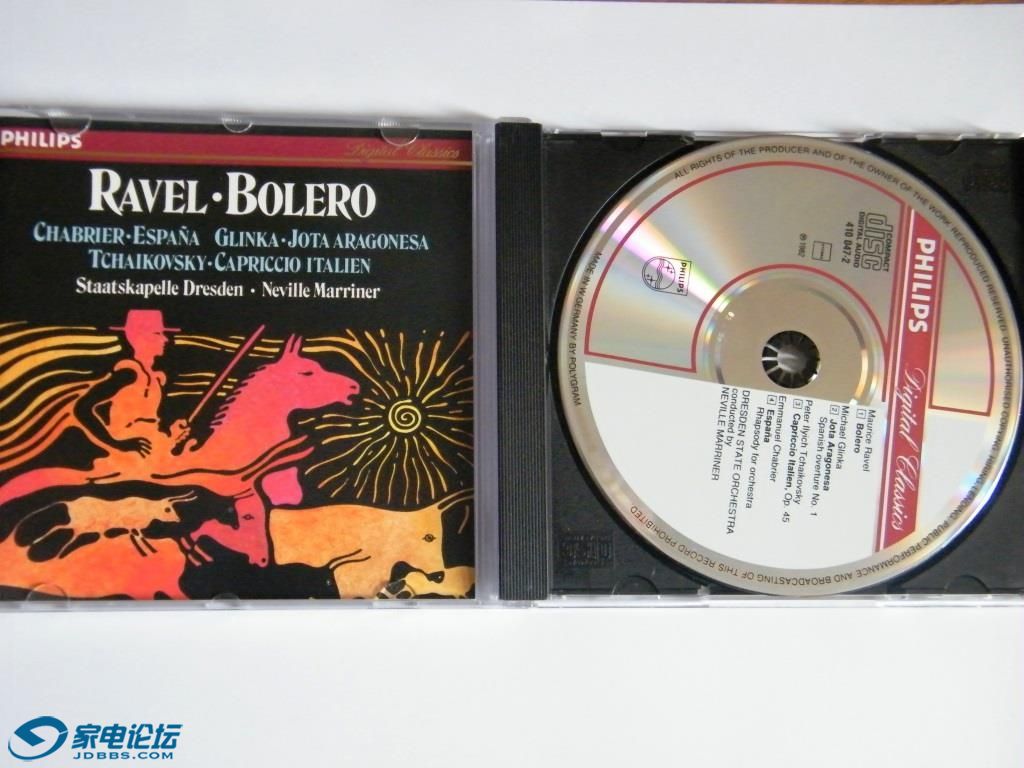 PHILIPS
Digital Classics
RAVEL·BOLERO
CHABRIER·ESPAÑA GLINKA·JOTA ARAGONESA
TCHAIKOVSKY·CAPRICCIO ITALIEN
Staatskapelle Dresden · Neville Marriner
ALL RIGHTS OF THE PRODUCER AND OF THE OWNER OF THE WORK REPRODUCED RESERVED. UNAUTHORISED COPYING, HIRING, LENDING, PUBLIC PERFORMANCE AND BROADCASTING OF THIS RECORD PROHIBITED
MADE IN W.GERMANY BY POLYGRAM
PHILIPS
Digital Classics
COMPACT
disc
DIGITAL AUDIO
410 047-2
℗ 1982
PHILIPS
Maurice Ravel
1 Bolero
Michael Glinka
2 Jota Aragonesa
Spanish overture No. 1
Peter Ilyich Tchaikovsky
3 Capriccio Italien, Op. 45
Emmanuel Chabrier
4 España
Rhapsody for orchestra
DRESDEN STATE ORCHESTRA
conducted by
NEVILLE MARRINER
家电论坛
JDBBS.COM